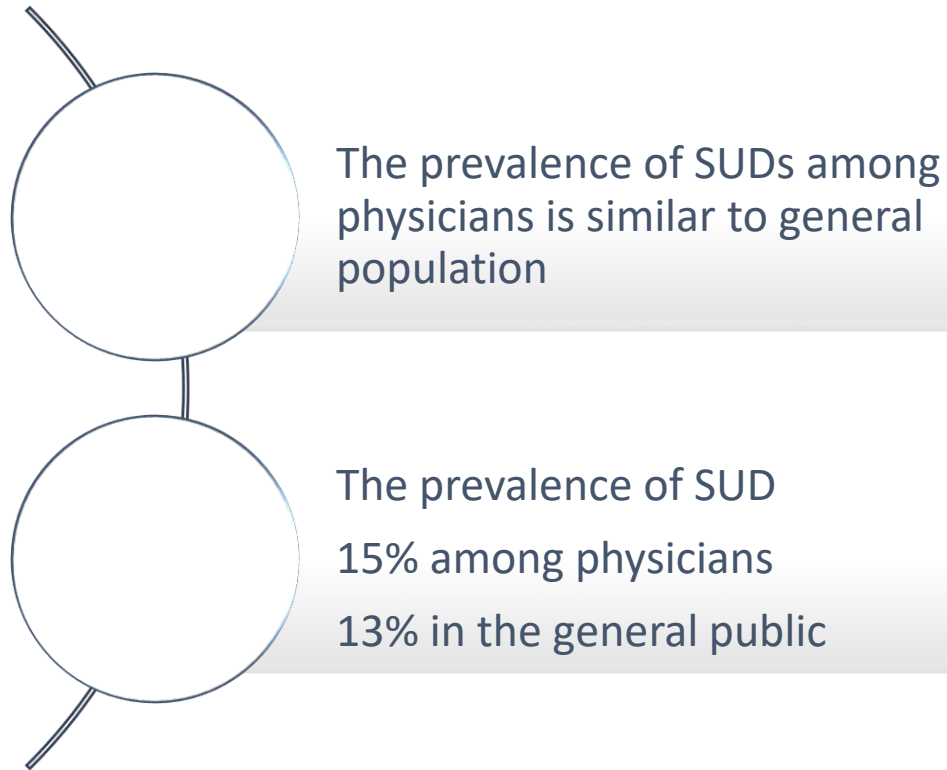 The prevalence of SUDs among
physicians is similar to general
population
The prevalence of SUD
15% among physicians
13% in the general public